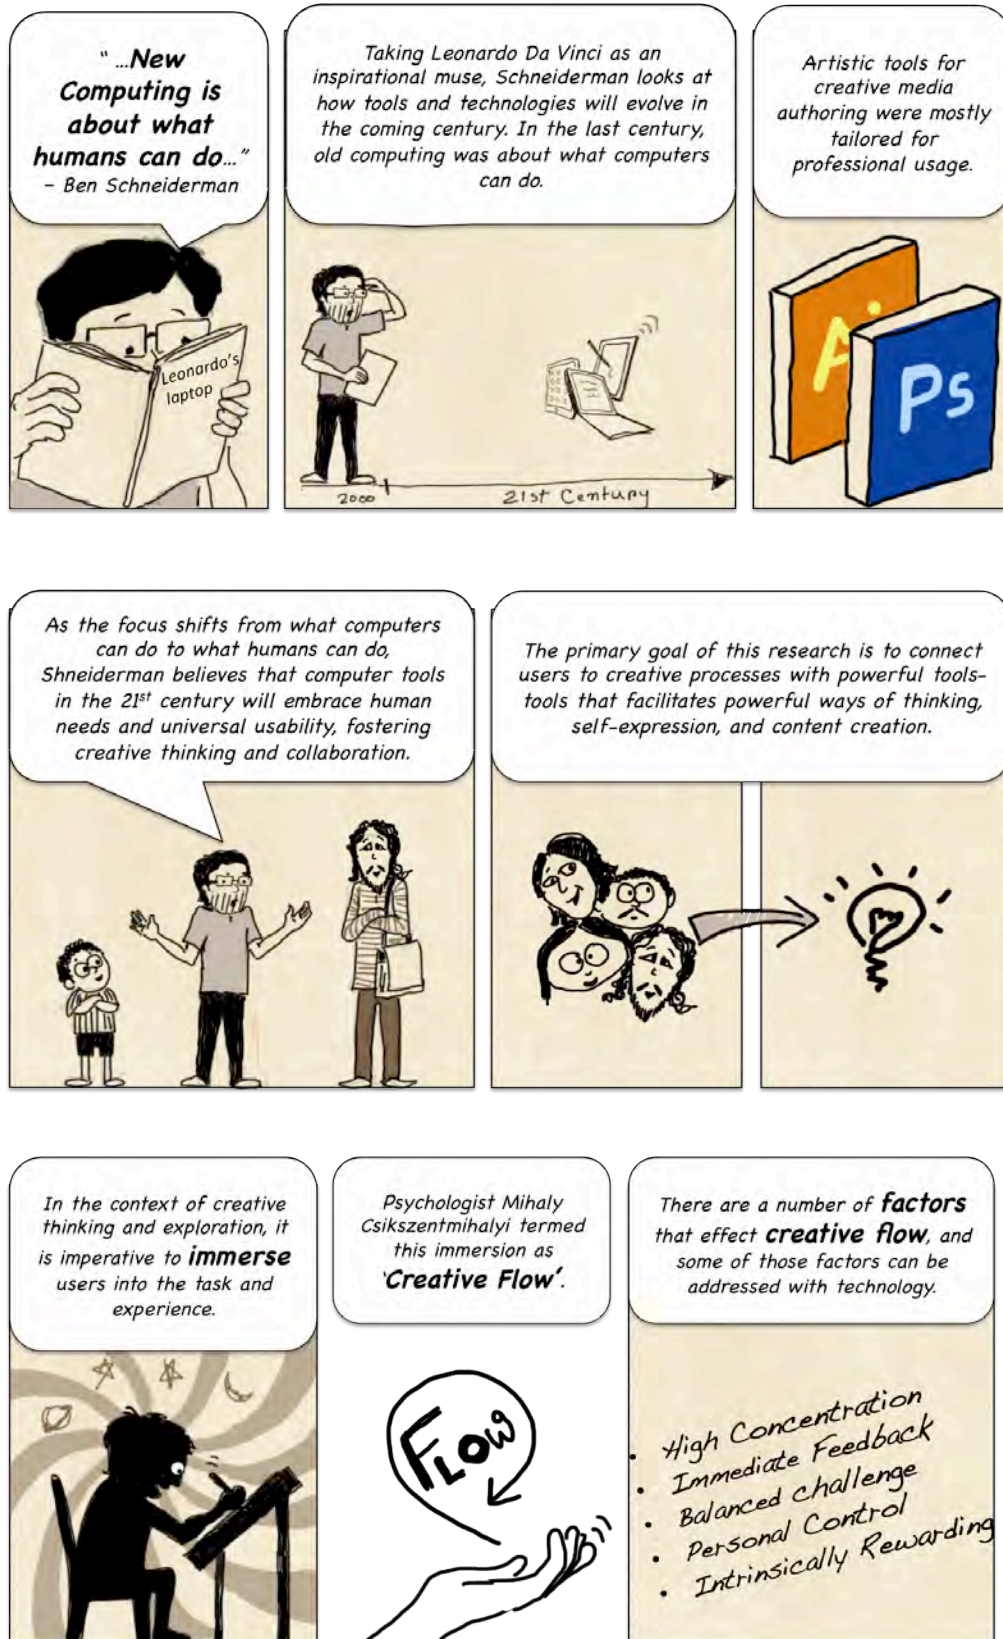 “ …New
Computing is
about what
humans can do…”
– Ben Schneiderman
Leonardo's
laptop
Taking Leonardo Da Vinci as an
inspirational muse, Schneiderman looks at
how tools and technologies will evolve in
the coming century. In the last century,
old computing was about what computers
can do.
2000
21st Century
Artistic tools for
creative media
authoring were mostly
tailored for
professional usage.
Ai
Ps
As the focus shifts from what computers
can do to what humans can do,
Shneiderman believes that computer tools
in the 21st century will embrace human
needs and universal usability, fostering
creative thinking and collaboration.
The primary goal of this research is to connect
users to creative processes with powerful tools-
tools that facilitates powerful ways of thinking,
self-expression, and content creation.
In the context of creative
thinking and exploration, it
is imperative to immerse
users into the task and
experience.
Psychologist Mihaly
Csikszentmihalyi termed
this immersion as
‘Creative Flow’.
FLOW
There are a number of factors
that effect creative flow, and
some of those factors can be
addressed with technology.
• High Concentration
• Immediate Feedback
• Balanced challenge
• Personal Control
• Intrinsically Rewarding